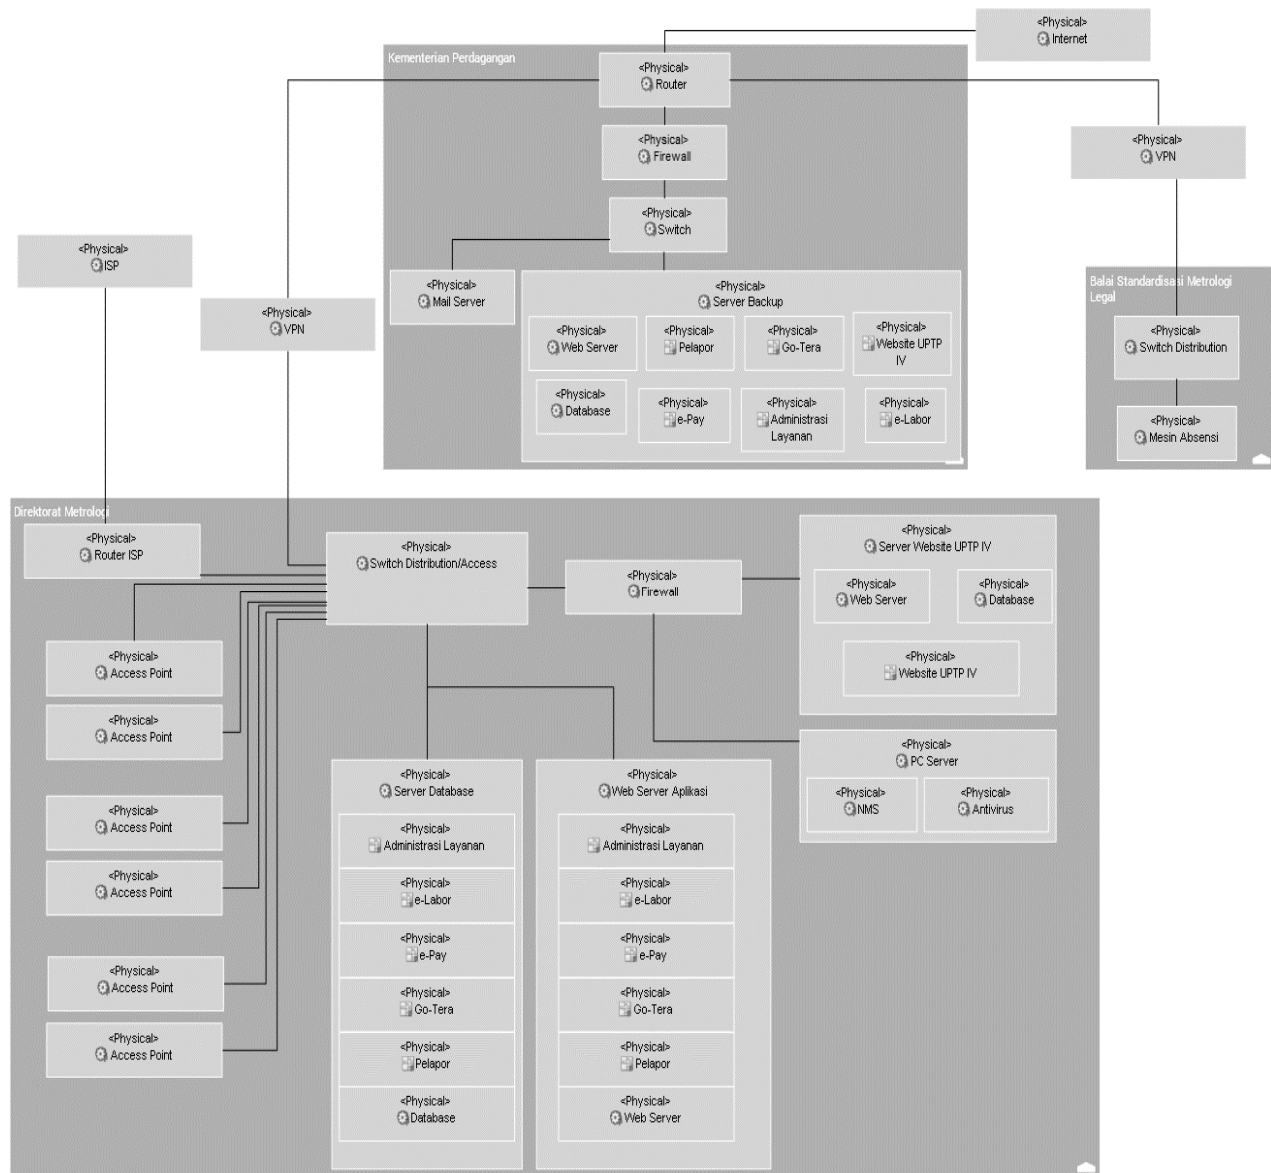 <Physical>
Internet
Kementerian Perdagangan
<Physical>
Router
<Physical>
Firewall
<Physical>
VPN
<Physical>
Switch
<Physical>
ISP
<Physical>
Mail Server
<Physical>
Server Backup
<Physical>
Web Server
<Physical>
Pelapor
<Physical>
Go-Tera
<Physical>
Website UPTP
IV
<Physical>
Database
<Physical>
e-Pay
<Physical>
Administrasi
Layanan
<Physical>
e-Labor
<Physical>
VPN
Balai Standardisasi Metrologi
Legal
<Physical>
Switch Distribution
<Physical>
Mesin Absensi
Direktorat Metrologi
<Physical>
Router ISP
<Physical>
Switch Distribution/Access
<Physical>
Firewall
<Physical>
Server Website UPTP IV
<Physical>
Web Server
<Physical>
Database
<Physical>
Website UPTP IV
<Physical>
Access Point
<Physical>
Access Point
<Physical>
Access Point
<Physical>
Access Point
<Physical>
Access Point
<Physical>
Access Point
<Physical>
PC Server
<Physical>
NMS
<Physical>
Antivirus
<Physical>
Server Database
<Physical>
Administrasi Layanan
<Physical>
e-Labor
<Physical>
e-Pay
<Physical>
Go-Tera
<Physical>
Pelapor
<Physical>
Database
<Physical>
Web Server Aplikasi
<Physical>
Administrasi Layanan
<Physical>
e-Labor
<Physical>
e-Pay
<Physical>
Go-Tera
<Physical>
Pelapor
<Physical>
Web Server